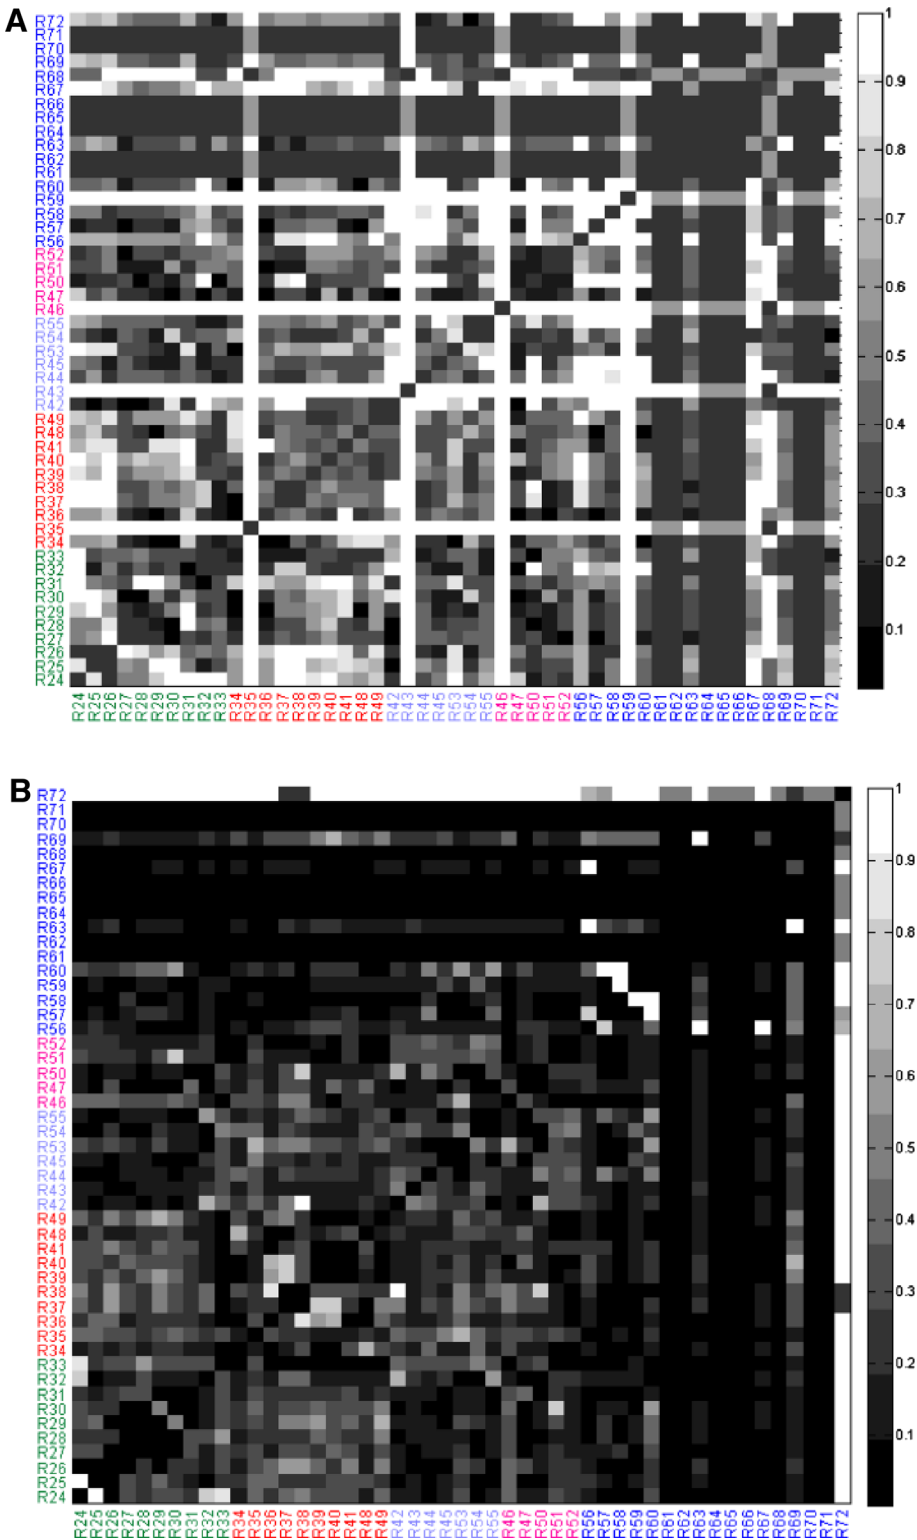 A
R72
R71
R70
R69
R68
R67
R66
R65
R64
R63
R62
R61
R60
R59
R58
R57
R56
R52
R51
R50
R47
R46
R55
R54
R53
R45
R44
R43
R42
R49
R48
R41
R40
R39
R38
R37
R36
R35
R34
R33
R32
R31
R30
R29
R28
R27
R26
R25
R24
1
0.9
0.8
0.7
0.6
0.5
0.4
0.3
0.2
0.1
R24 R25 R26 R27 R28 R29 R30 R31 R32 R33 R34 R35 R36 R37 R38 R39 R40 R41 R48 R49 R42 R43 R44 R45 R53 R54 R55 R46 R47 R50 R51 R52 R56 R57 R58 R59 R60 R61 R62 R63 R64 R65 R66 R67 R68 R69 R70 R71 R72
B
R72
R71
R70
R69
R68
R67
R66
R65
R64
R63
R62
R61
R60
R59
R58
R57
R56
R52
R51
R50
R47
R46
R55
R54
R53
R45
R44
R43
R42
R49
R48
R41
R40
R39
R38
R37
R36
R35
R34
R33
R32
R31
R30
R29
R28
R27
R26
R25
R24
1
0.9
0.8
0.7
0.6
0.5
0.4
0.3
0.2
0.1
R24 R25 R26 R27 R28 R29 R30 R31 R32 R33 R34 R35 R36 R37 R38 R39 R40 R41 R48 R49 R42 R43 R44 R45 R53 R54 R55 R46 R47 R50 R51 R52 R56 R57 R58 R59 R60 R61 R62 R63 R64 R65 R66 R67 R68 R69 R70 R71 R72